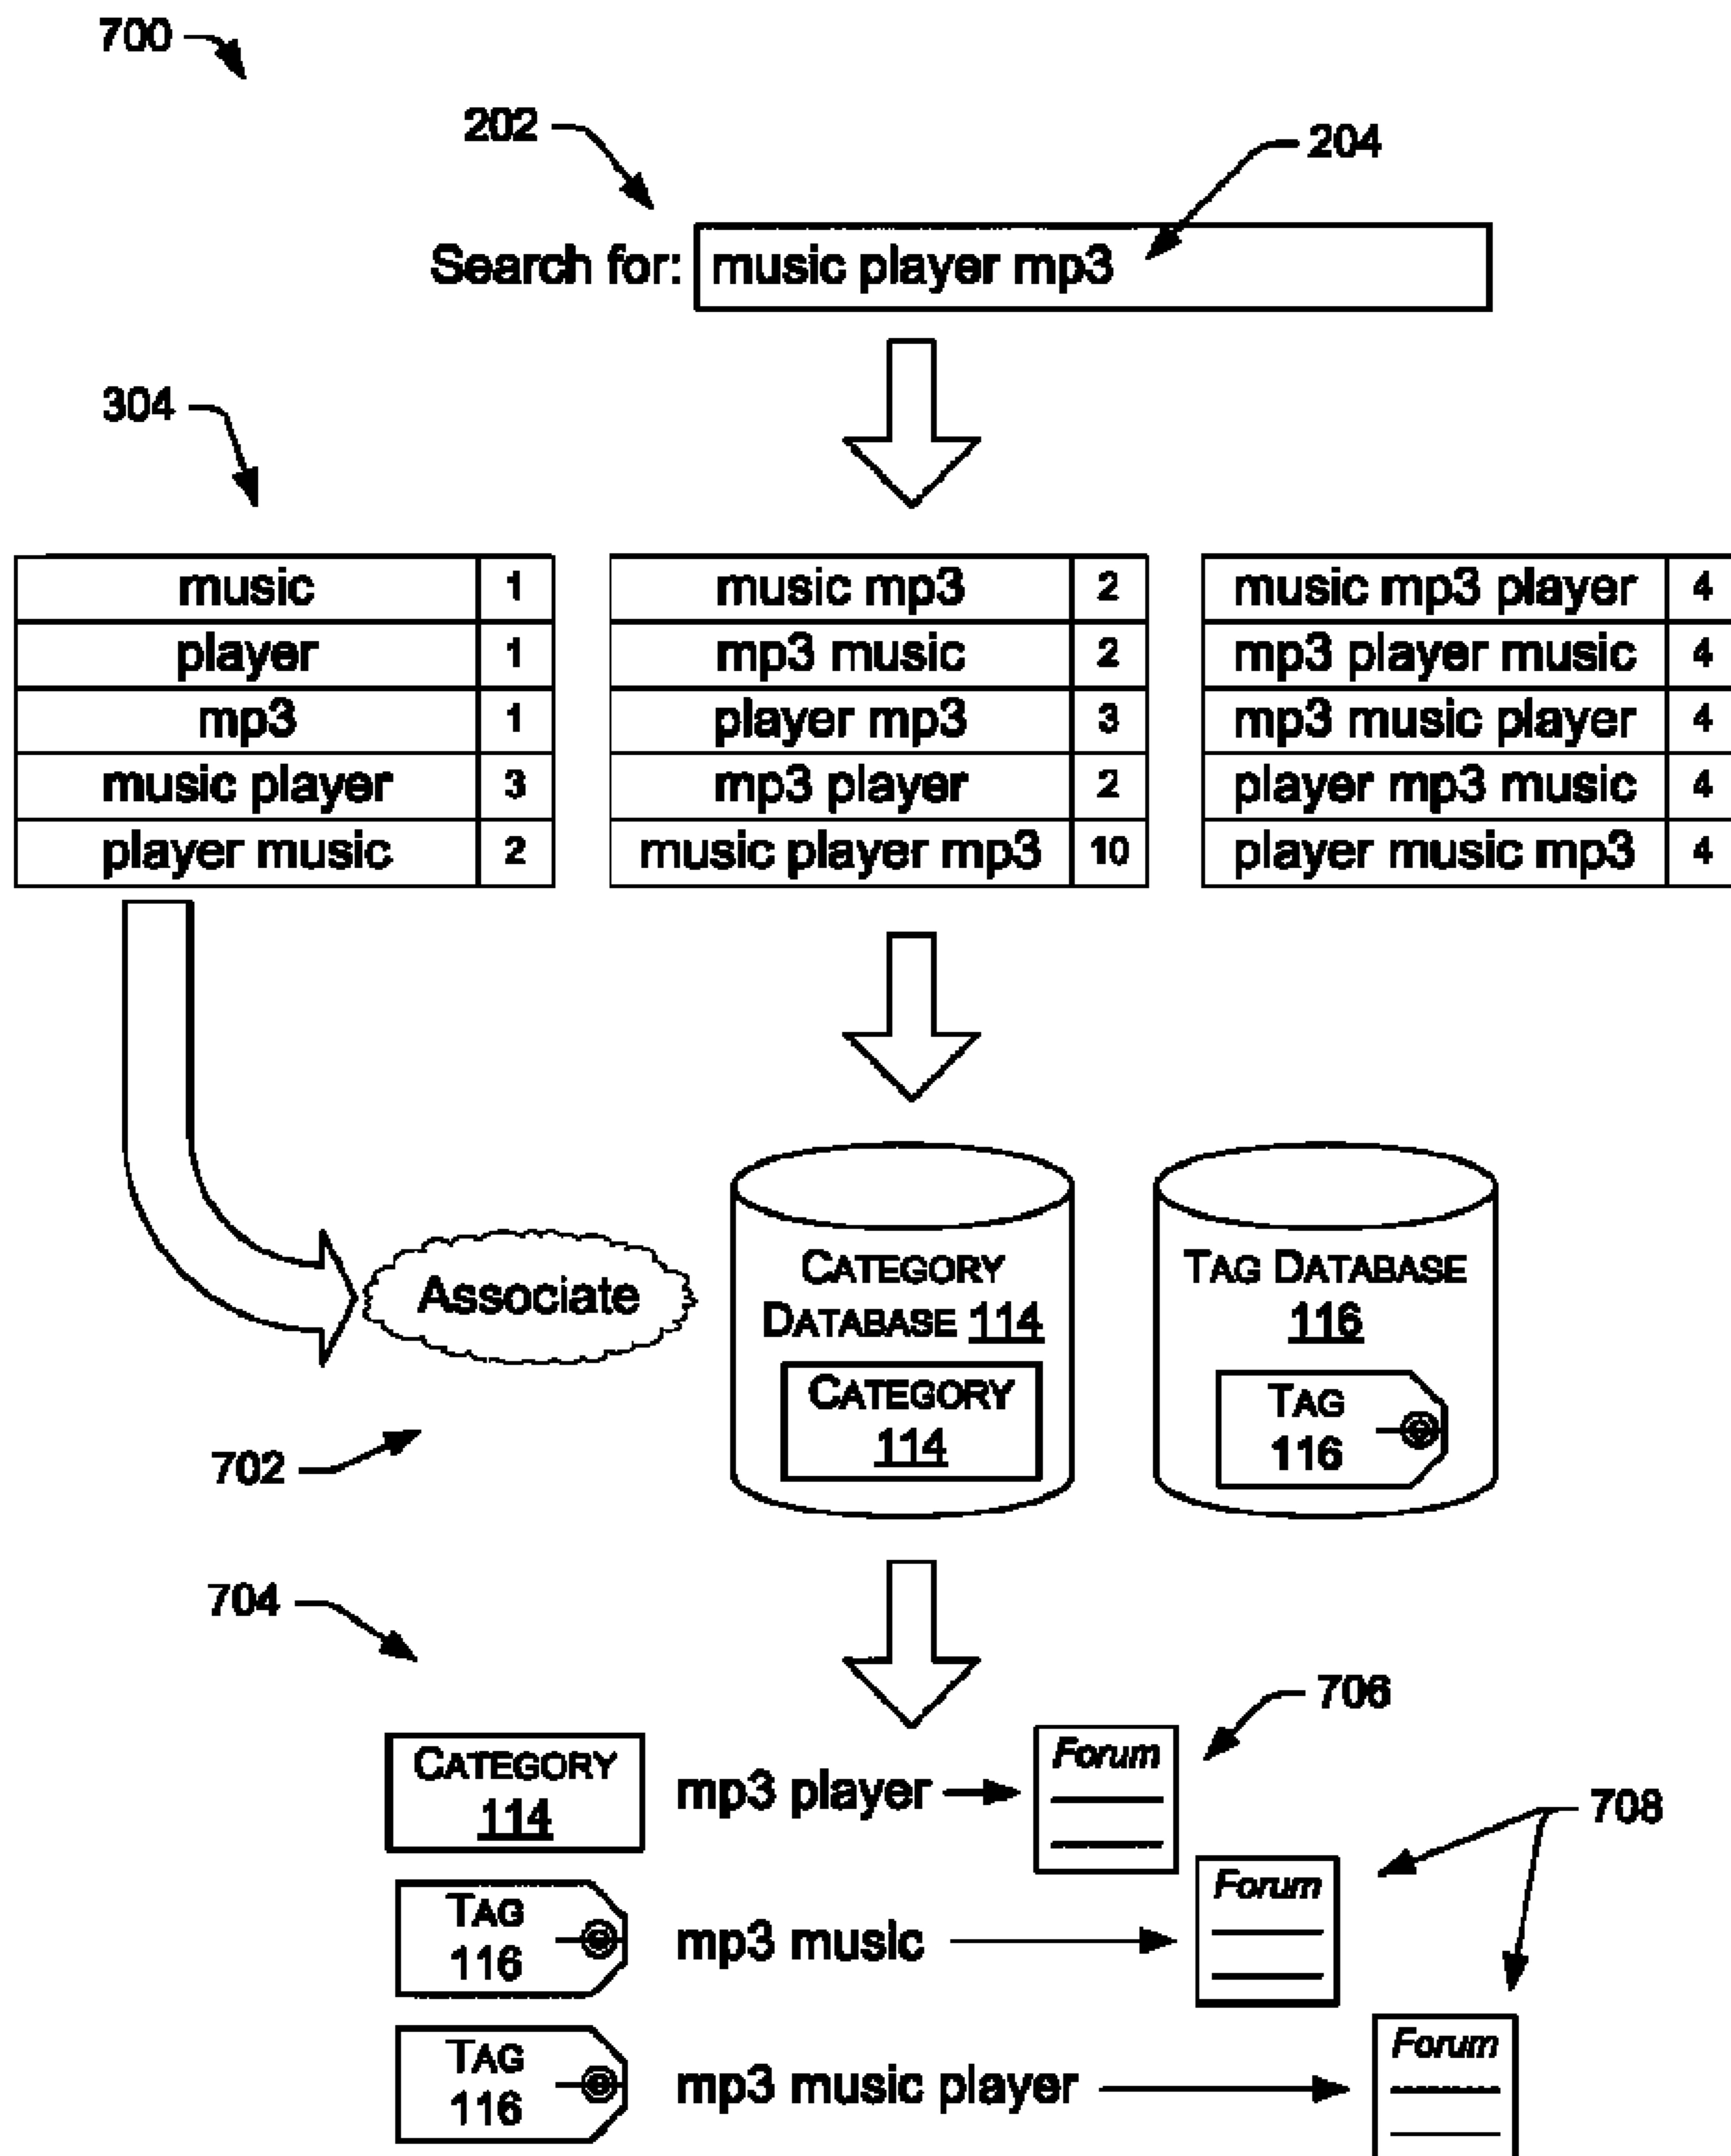 700
202
204
Search for: music player mp3
304
music 1 music mp3 2 music mp3 player 4
player 1 mp3 music 2 mp3 player music 4
mp3 1 player mp3 3 mp3 music player 4
music player 3 mp3 player 2 player mp3 music 4
player music 2 music player mp3 10 player music mp3 4
Associate
CATEGORY
DATABASE 114
CATEGORY
114
TAG DATABASE
116
TAG
116
702
704
706
CATEGORY
114
mp3 player
Forum
708
TAG
116
mp3 music
Forum
TAG
116
mp3 music player
Forum